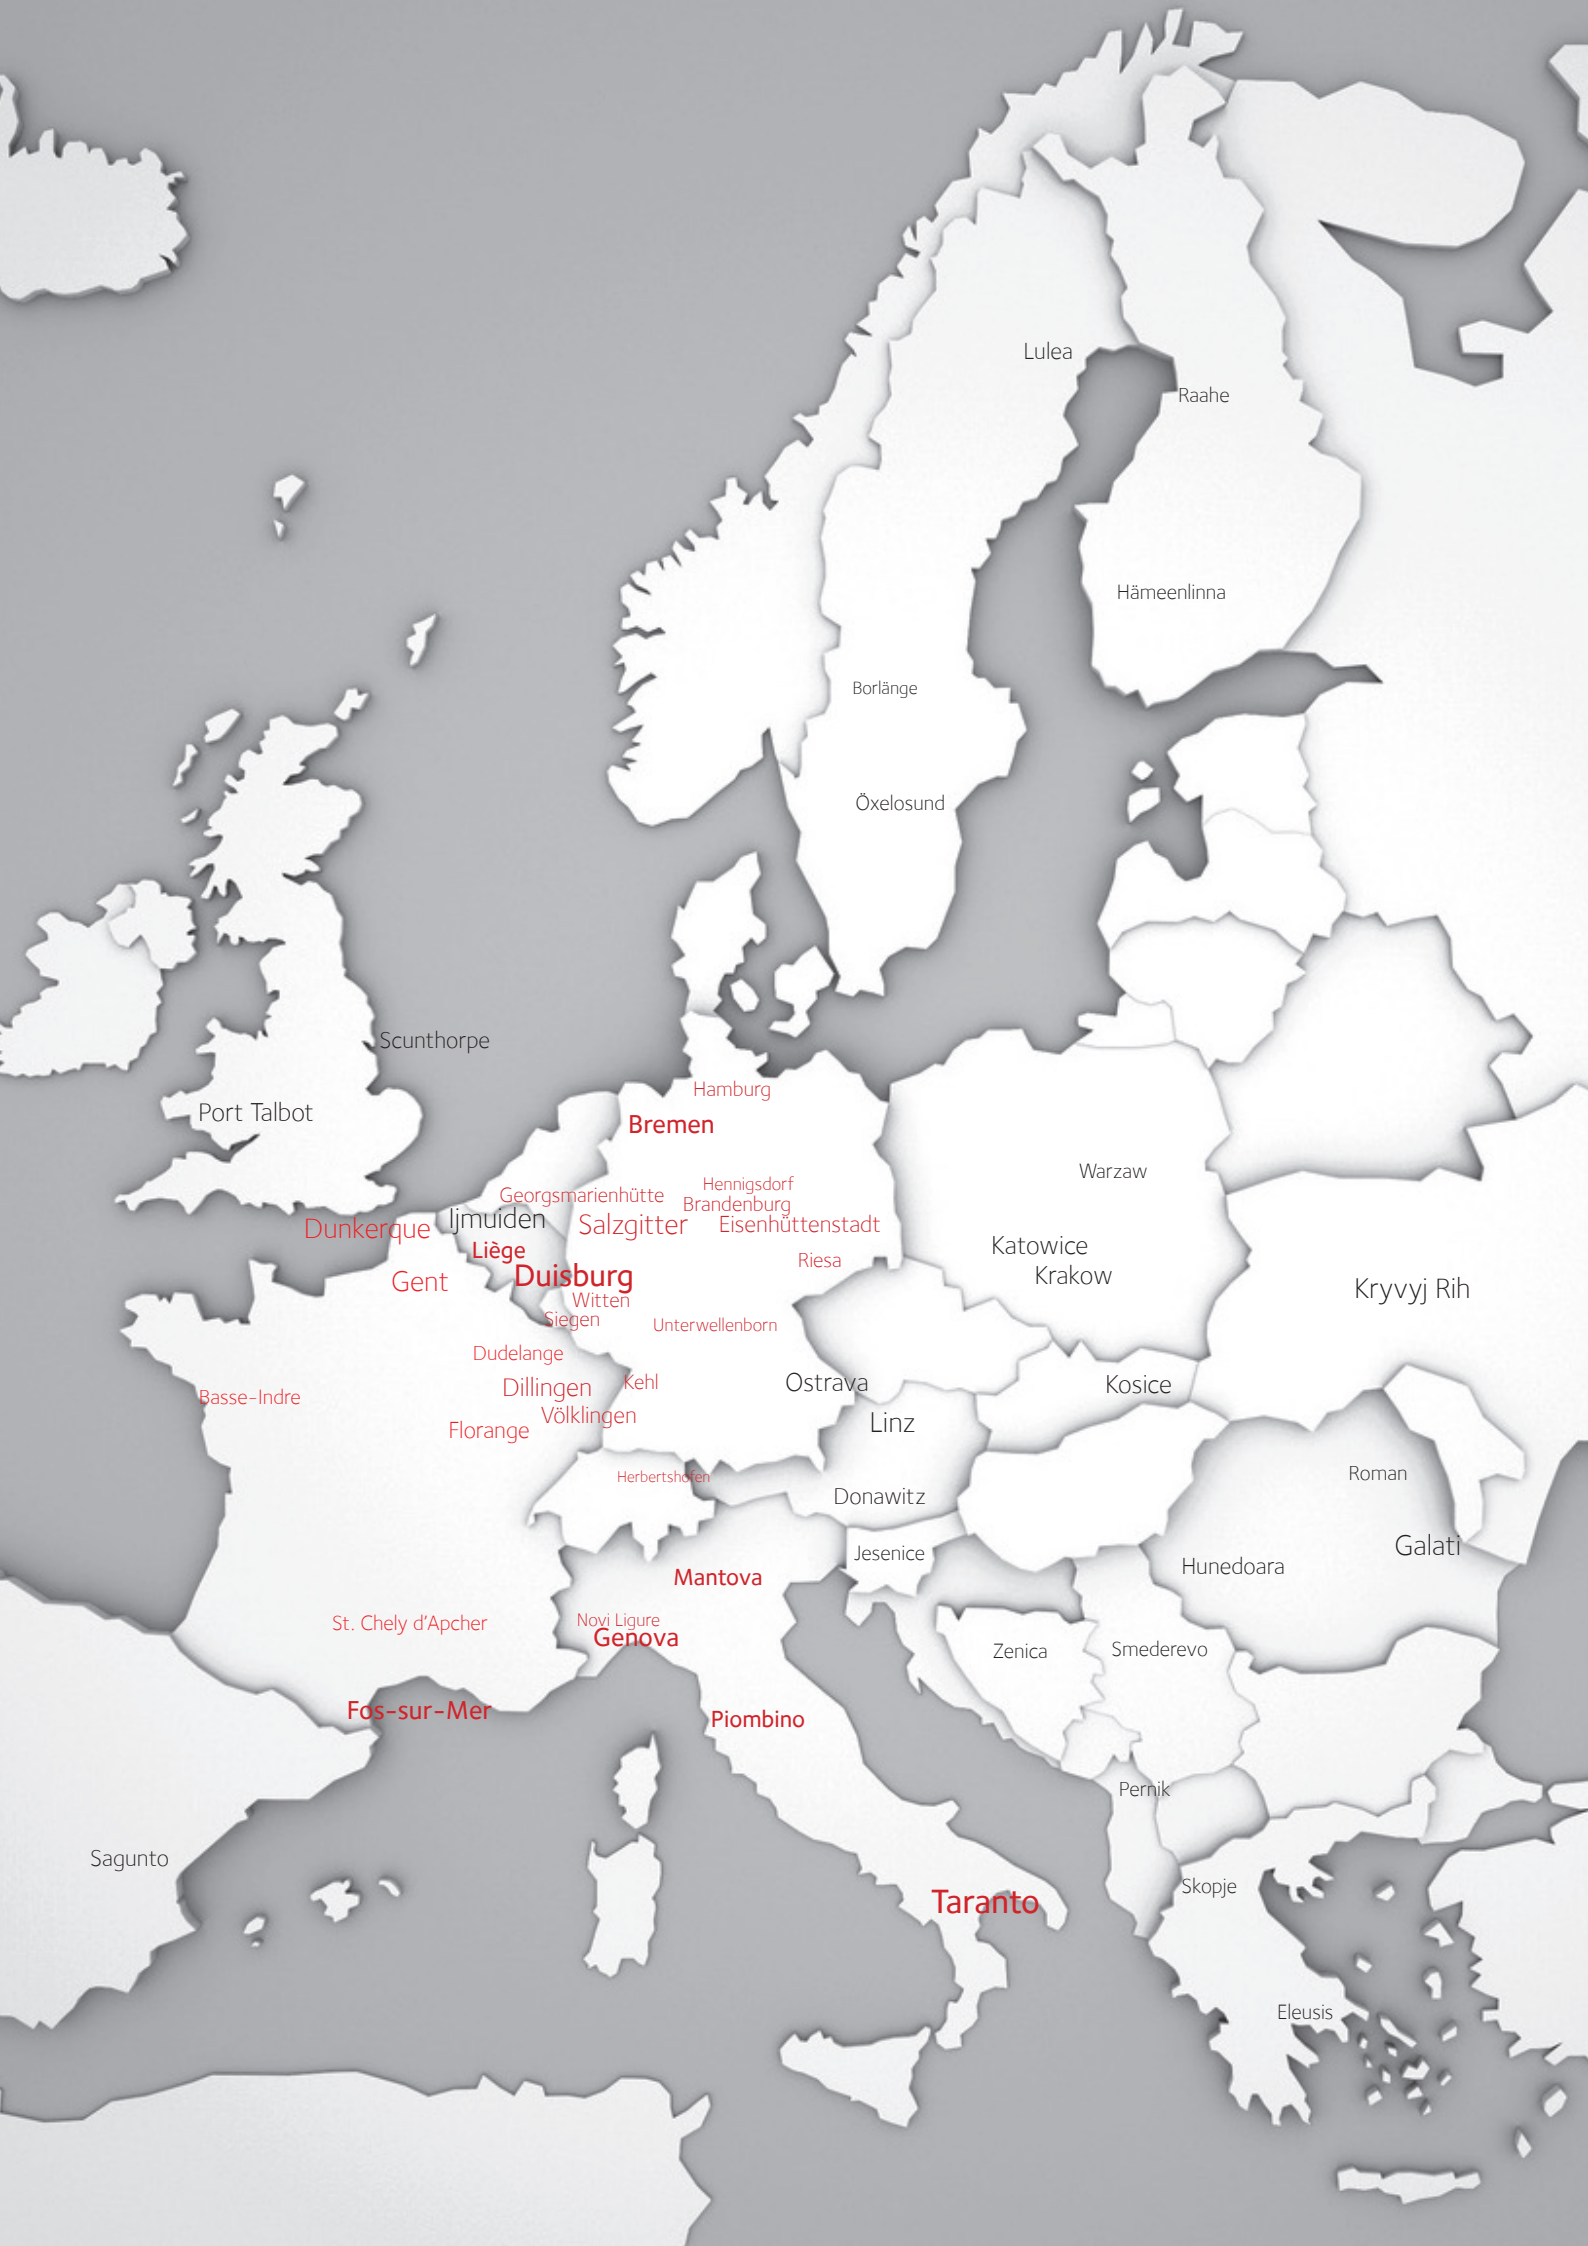 Lulea
Raahe
Hämeenlinna
Borlänge
Öxelosund
Scunthorpe
Hamburg
Port Talbot
Bremen
Warzaw
Hennigsdorf
Georgsmarienhütte
Brandenburg
Ijmuiden
Salzgitter
Eisenhüttenstadt
Dunkerque
Katowice
Liège
Riesa
Duisburg
Krakow
Gent
Kryvyj Rih
Witten
Siegen
Unterwellenborn
Dudelange
Ostrava
Kehl
Kosice
Dillingen
Basse-Indre
Völklingen
Linz
Florange
Roman
Herbertshofen
Donawitz
Galati
Jesenice
Hunedoara
Mantova
Novi Ligure
St. Chely d'Apcher
Genova
Zenica
Smederevo
Fos-sur-Mer
Piombino
Pernik
Sagunto
Skopje
Taranto
Eleusis